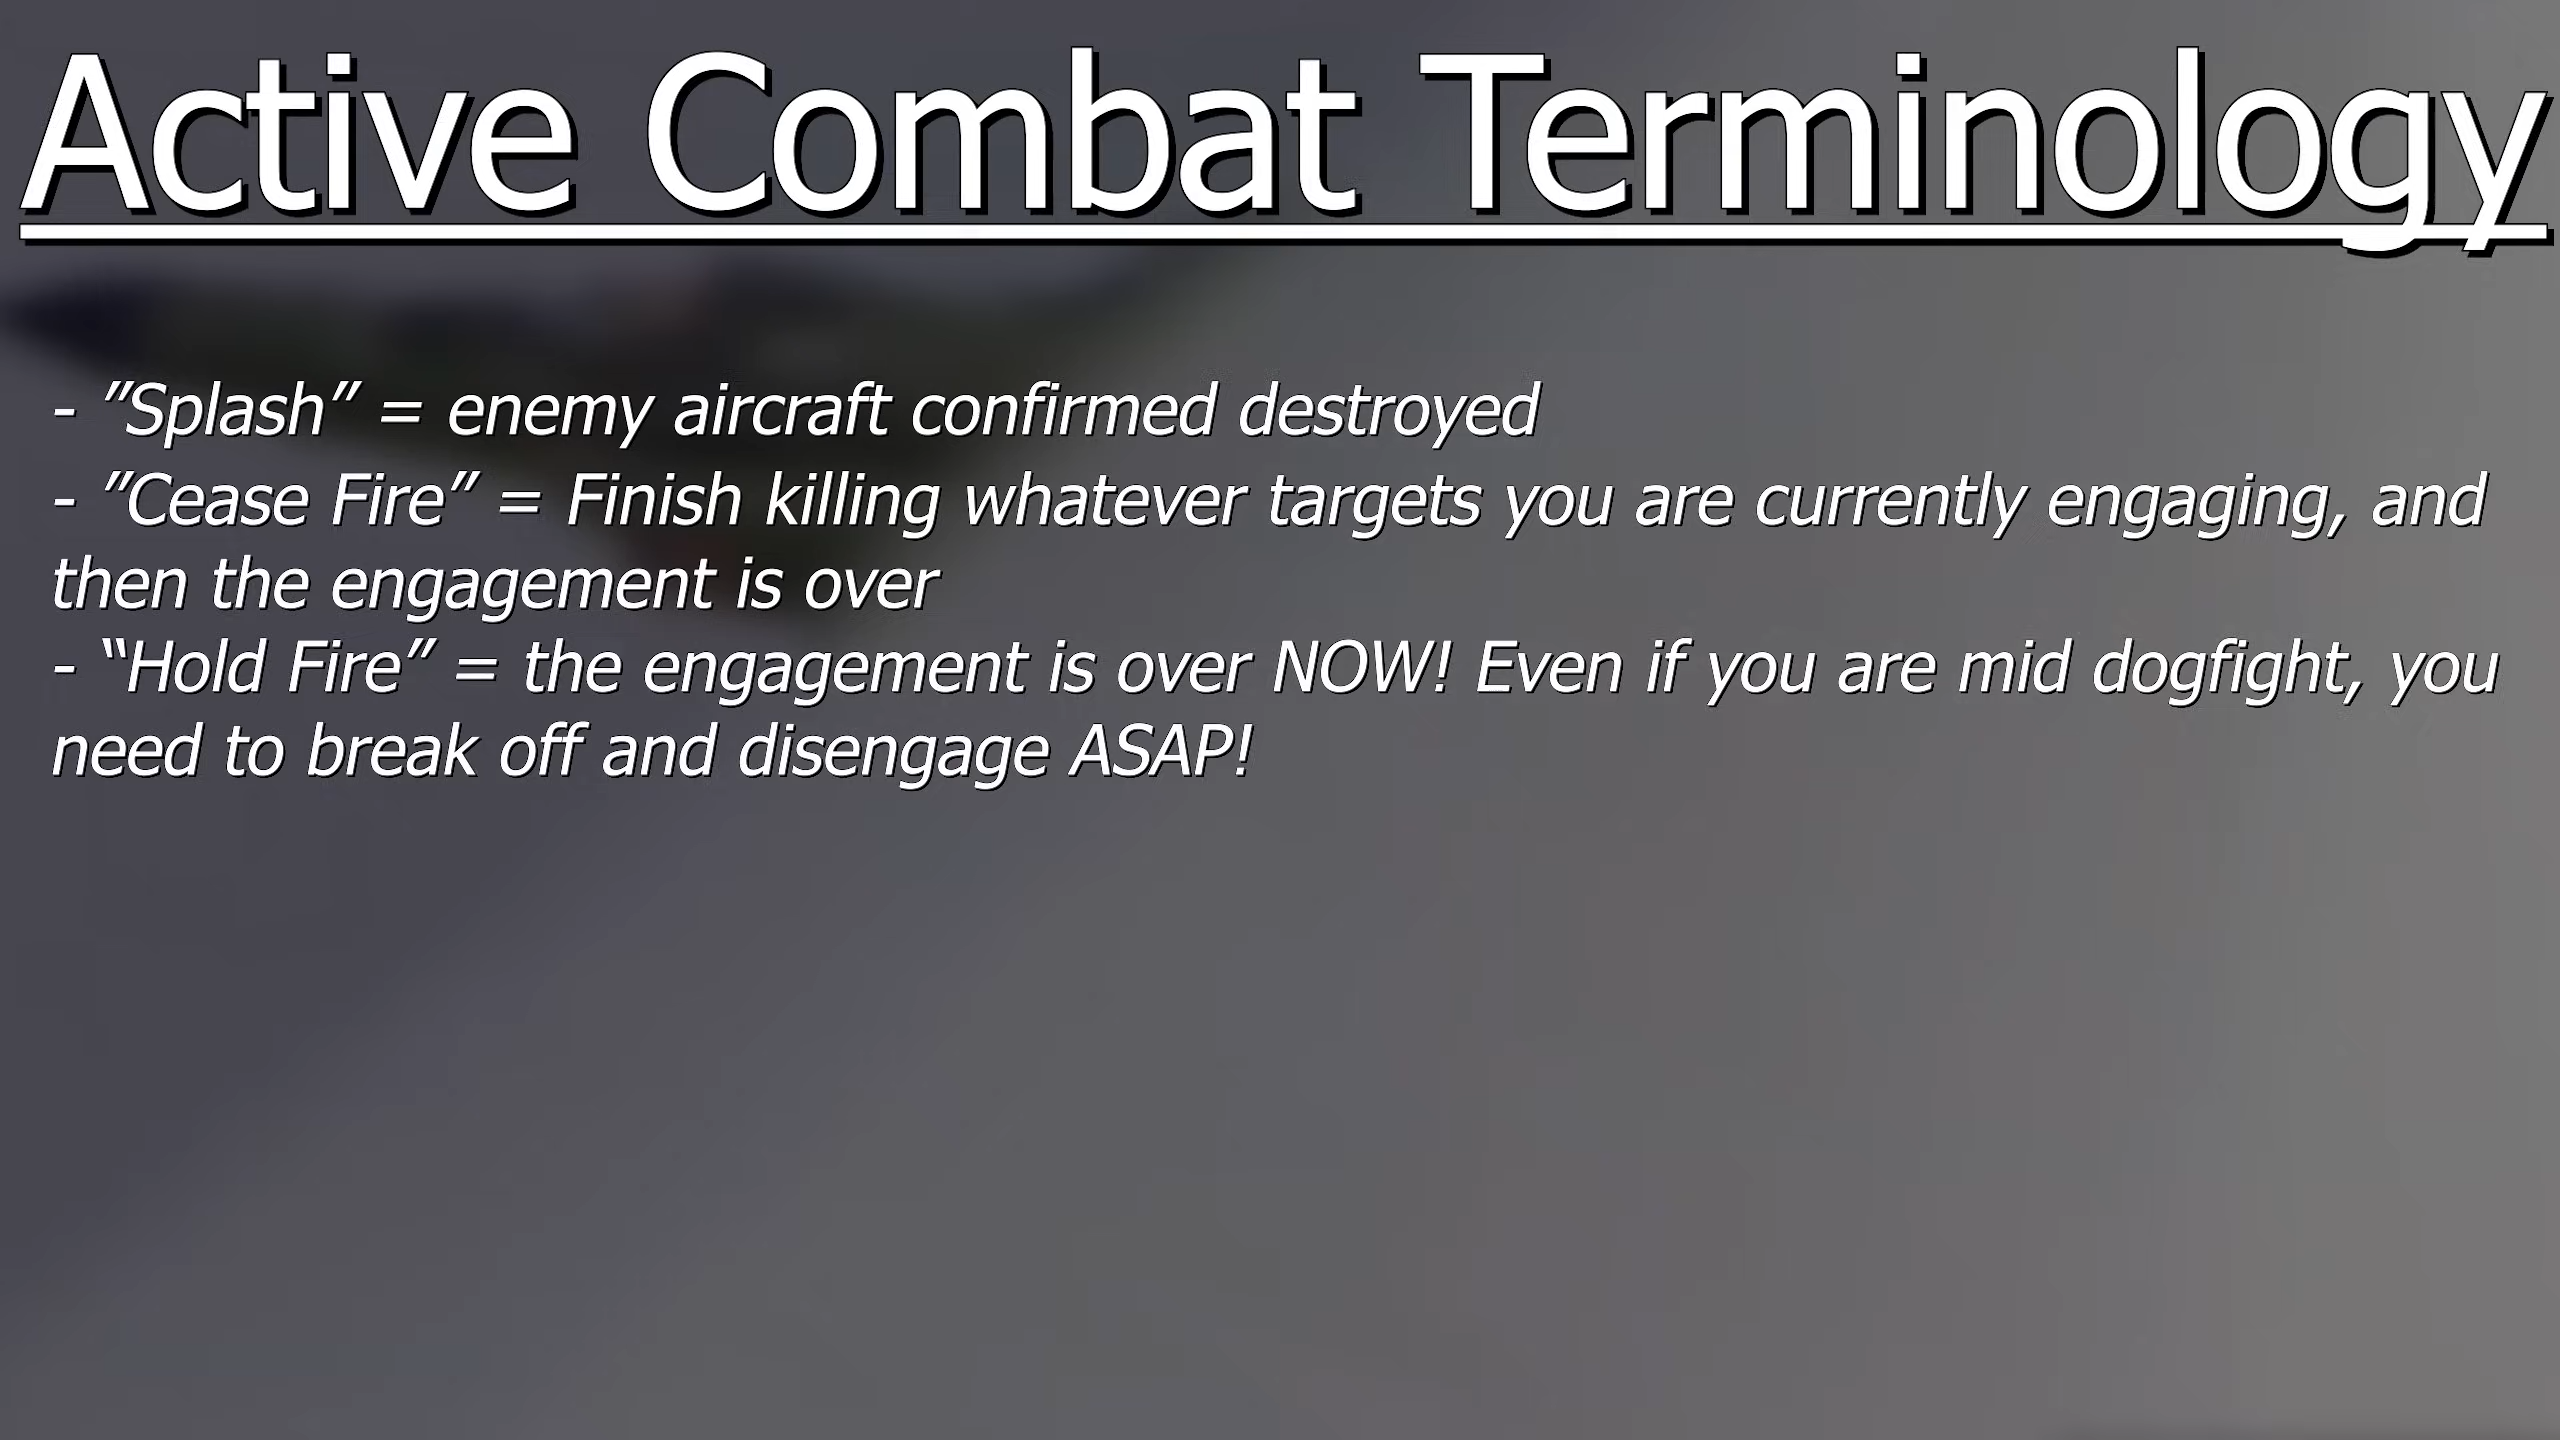 Active Combat Terminology
- ”Splash” = enemy aircraft confirmed destroyed
- ”Cease Fire” = Finish killing whatever targets you are currently engaging, and
then the engagement is over
- “Hold Fire” = the engagement is over NOW! Even if you are mid dogfight, you
need to break off and disengage ASAP!